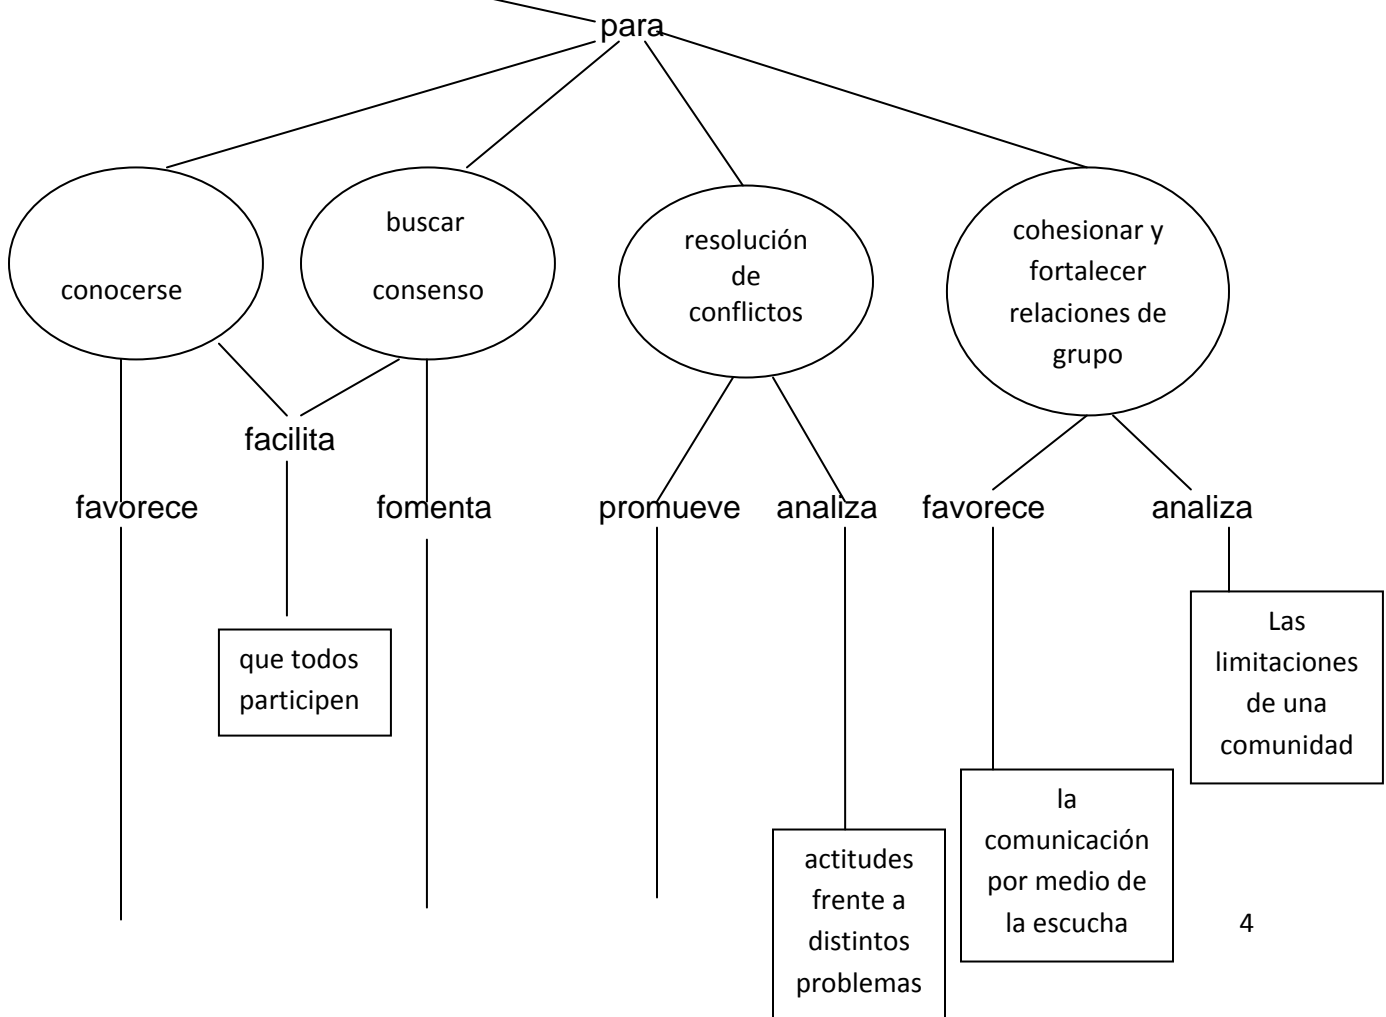 para
conocerse
buscar
consenso
resolución
de
conflictos
cohesionar y
fortalecer
relaciones de
grupo
facilita
favorece
fomenta
promueve
analiza
favorece
analiza
que todos
participen
Las
limitaciones
de una
comunidad
la
comunicación
por medio de
la escucha
actitudes
frente a
distintos
problemas
4